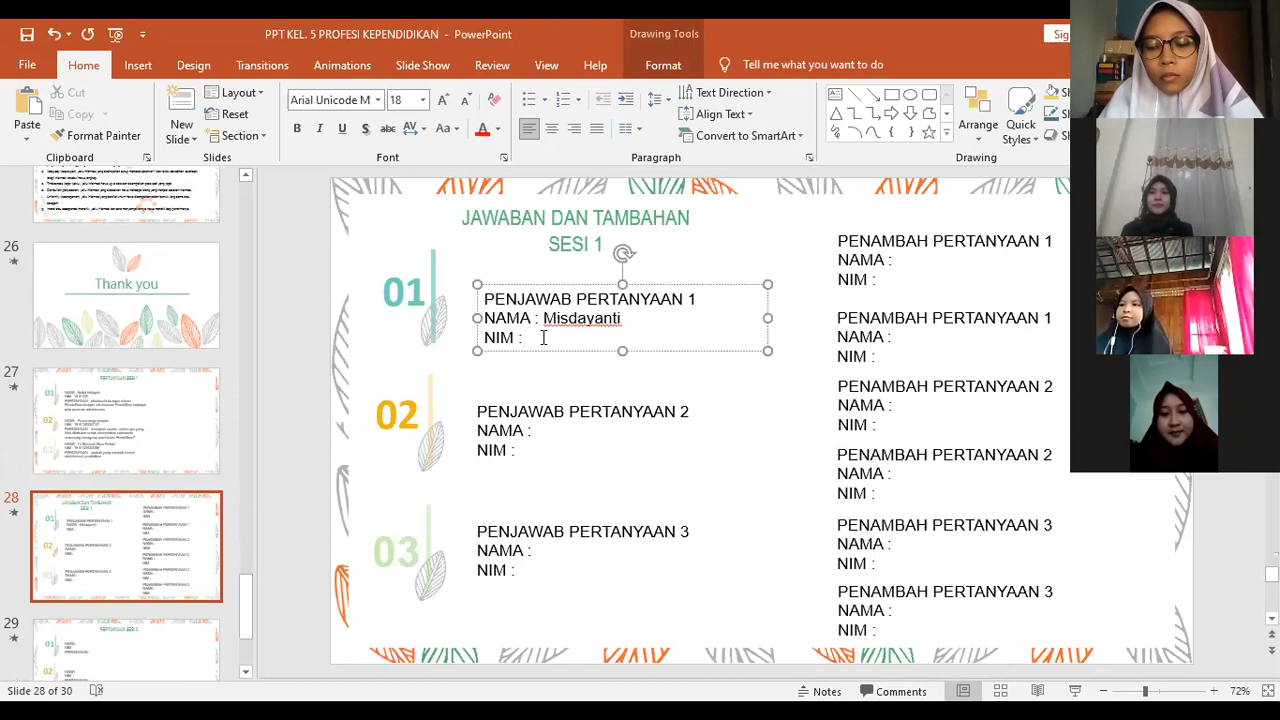 PPT KEL. 5 PROFESI KEPENDIDIKAN - PowerPoint
Drawing Tools
File
Home
Insert
Design
Transitions
Animations
Slide Show
Review
View
Help
Format
Tell me what you want to do
Paste
Cut
Copy
Format Painter
Clipboard
New Slide
Layout
Reset
Section
Slides
Arial Unicode M
18
Font
Text Direction
Align Text
Convert to SmartArt
Paragraph
Arrange
Quick Styles
Drawing
26
Thank you
27
28
29
JAWABAN DAN TAMBAHAN
SESI 1
01
PENJAWAB PERTANYAAN 1
NAMA : Misdayanti
NIM :
02
PENJAWAB PERTANYAAN 2
NAMA :
NIM :
PENJAWAB PERTANYAAN 3
NAMA :
NIM :
PENAMBAH PERTANYAAN 1
NAMA :
NIM :
PENAMBAH PERTANYAAN 1
NAMA :
NIM :
PENAMBAH PERTANYAAN 2
NAMA :
NIM :
PENAMBAH PERTANYAAN 2
NAMA :
NIM :
PENAMBAH PERTANYAAN 3
NAMA :
NIM :
PENAMBAH PERTANYAAN 3
NAMA :
NIM :
Slide 28 of 30
Notes
Comments
72%